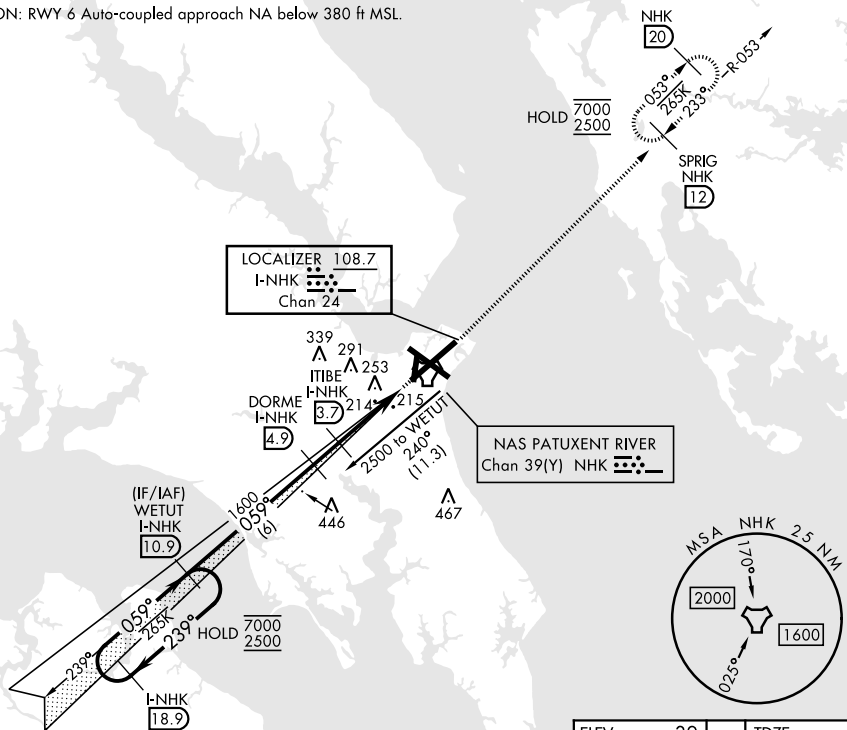 ON: RWY 6 Auto-coupled approach NA below 380 ft MSL.
NHK
20
R-053
053°
265K
233°
HOLD 7000
2500
SPRIG
NHK
12
LOCALIZER 108.7
I-NHK
Chan 24
339
291
253
ITIBE
I-NHK
3.7
214
215
DORME
I-NHK
4.9
2500 to WETUT
240°
(11.3)
NAS PATUXENT RIVER
Chan 39(Y) NHK
446
467
1600
059°
(6)
(IF/IAF)
WETUT
I-NHK
10.9
059°
265K
239°
HOLD 7000
2500
239°
I-NHK
18.9
MSA NHK 25 NM
170°
2000
1600
025°
ELEV 39
TDZE